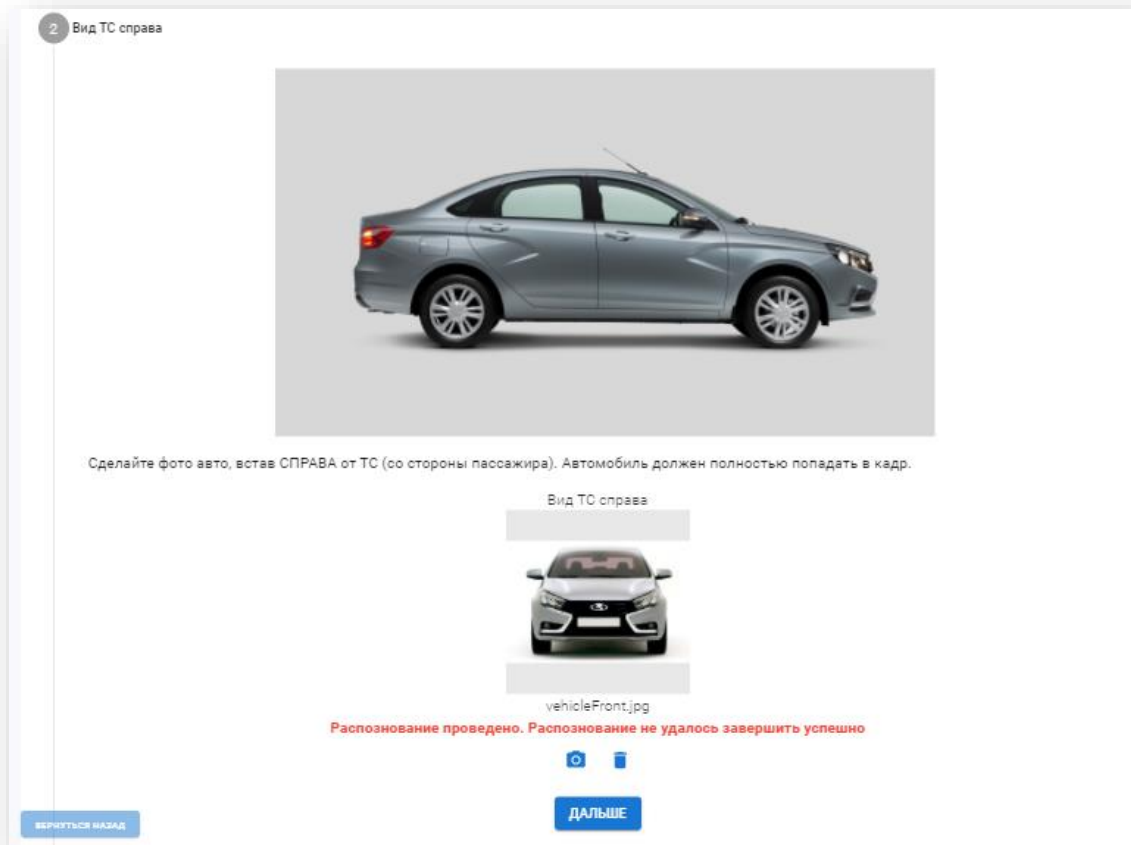 2 Вид ТС справа
Сделайте фото авто, встав СПРАВА от ТС (со стороны пассажира). Автомобиль должен полностью попадать в кадр.
Вид ТС справа
vehicleFront.jpg
Распознование проведено. Распознование не удалось завершить успешно
ДАЛЬШЕ
ВЕРНУТЬСЯ НАЗАД